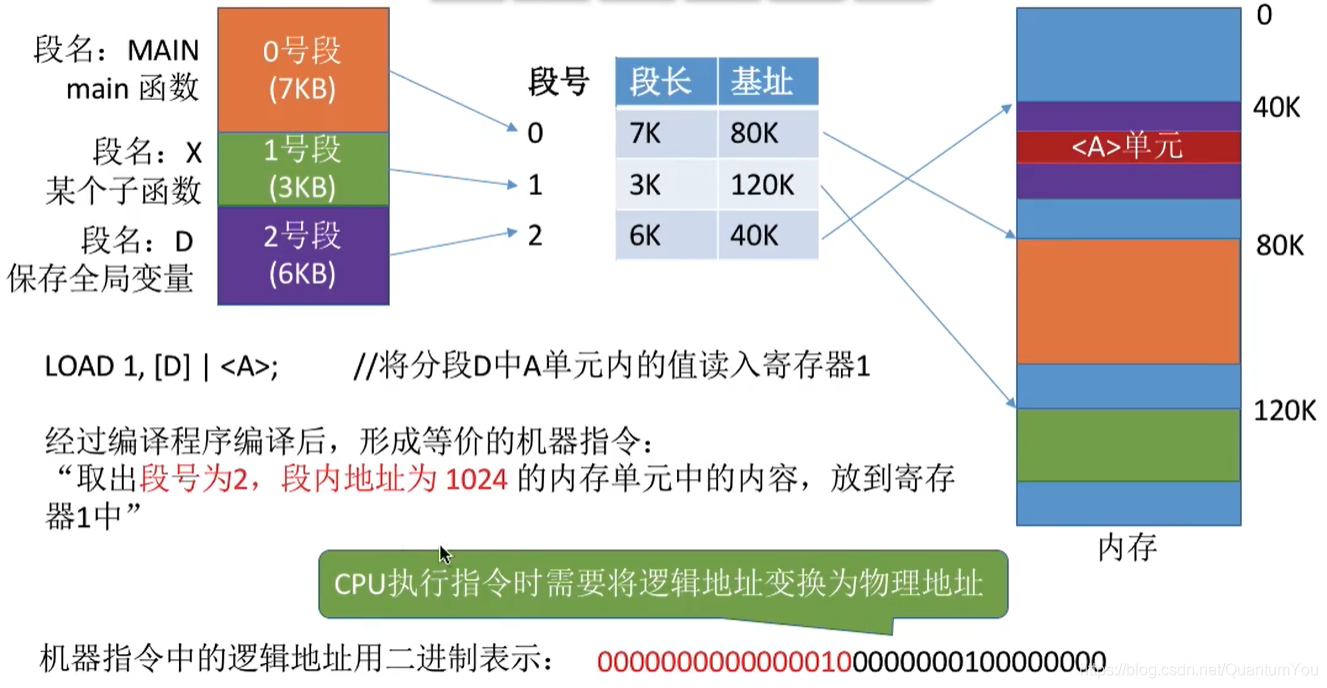 段名：MAIN
main 函数
0号段
(7KB)
段名：X
某个子函数
1号段
(3KB)
段名：D
保存全局变量
2号段
(6KB)
段号 段长 基址
0 7K 80K
1 3K 120K
2 6K 40K
0
40K
<A>单元
80K
120K
内存
LOAD 1, [D] | <A>; //将分段D中A单元内的值读入寄存器1
经过编译程序编译后，形成等价的机器指令：
“取出段号为2，段内地址为 1024 的内存单元中的内容，放到寄存
器1中”
CPU执行指令时需要将逻辑地址变换为物理地址
机器指令中的逻辑地址用二进制表示： 00000000000000100000000100000000
https://blog.csdn.net/QuantumYou